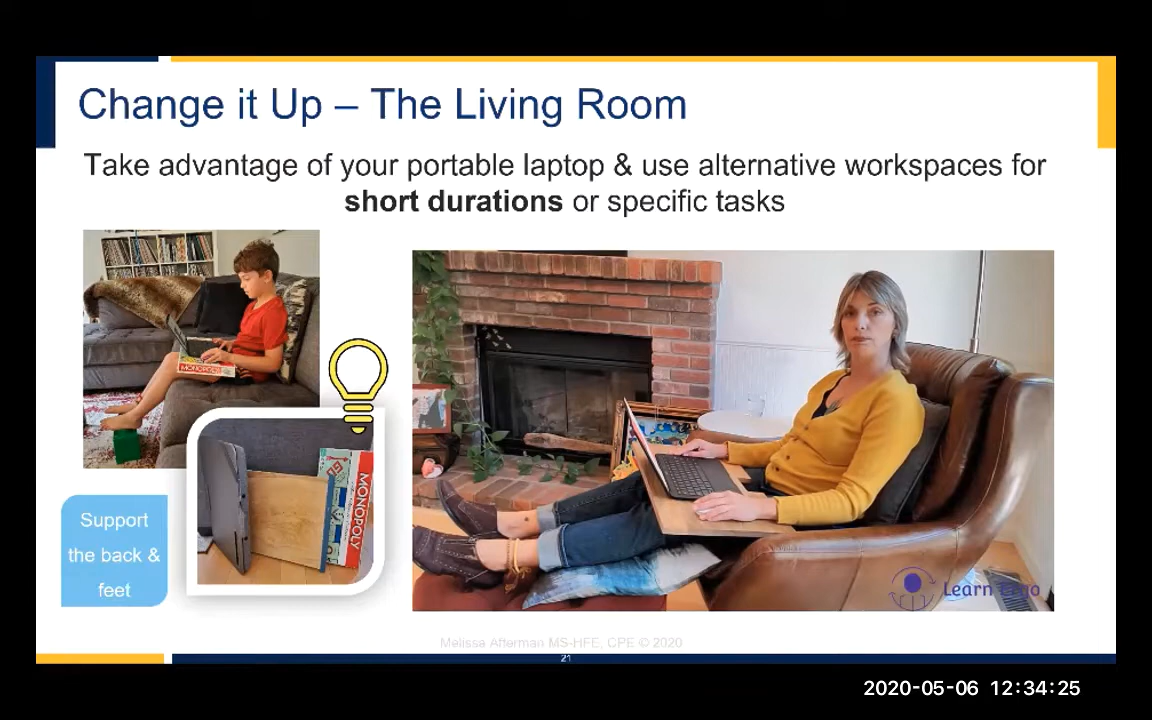 Change it Up – The Living Room
Take advantage of your portable laptop & use alternative workspaces for
short durations or specific tasks
MONOPOLY
MONOPOLY
Support
the back &
feet
Learn Ergo
Melissa Afterman MS-HFE, CPE © 2020
21
2020-05-06 12:34:25